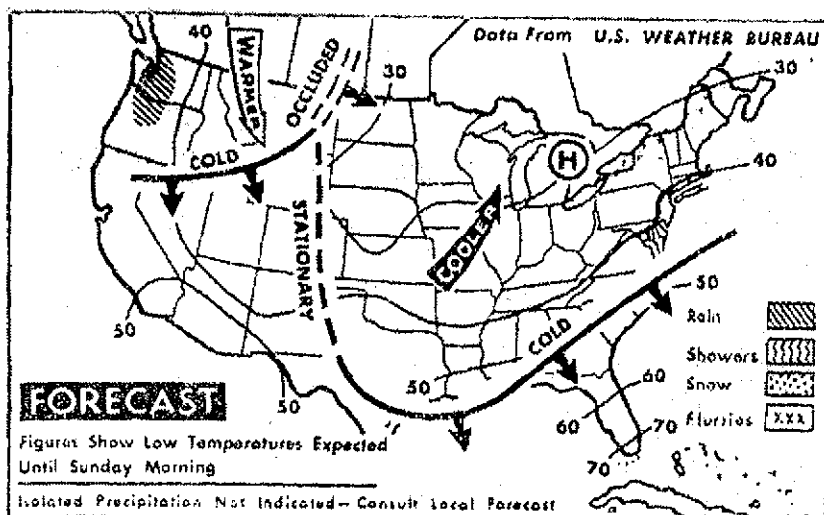 Data From U.S. WEATHER BUREAU
40
WARMER
OCCLUDED
30
30
COLD
H
40
STATIONARY
COOLER
50
50
COLD
Rain
50
50
Showers
Snow
60
60
Flurries
XXX
70
70
FORECAST
Figures Show Low Temperatures Expected
Until Sunday Morning
Isolated Precipitation Not Indicated – Consult Local Forecast